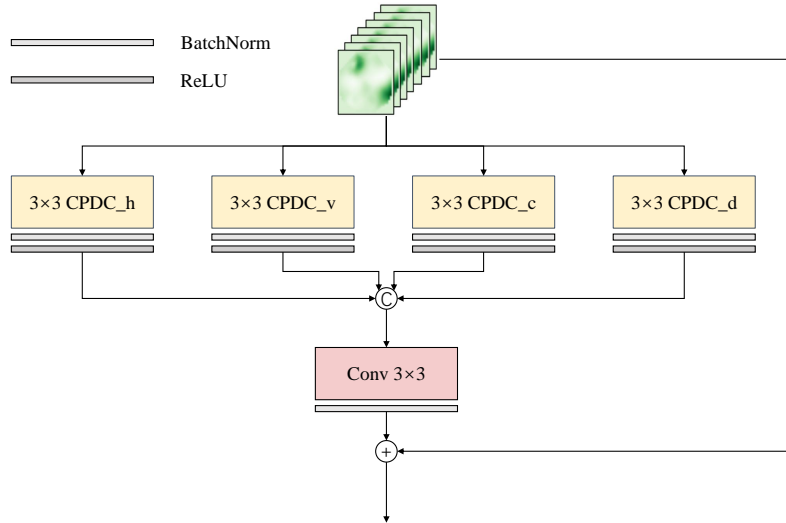 BatchNorm
ReLU
3×3 CPDC_h
3×3 CPDC_v
3×3 CPDC_c
3×3 CPDC_d
C
Conv 3×3
+